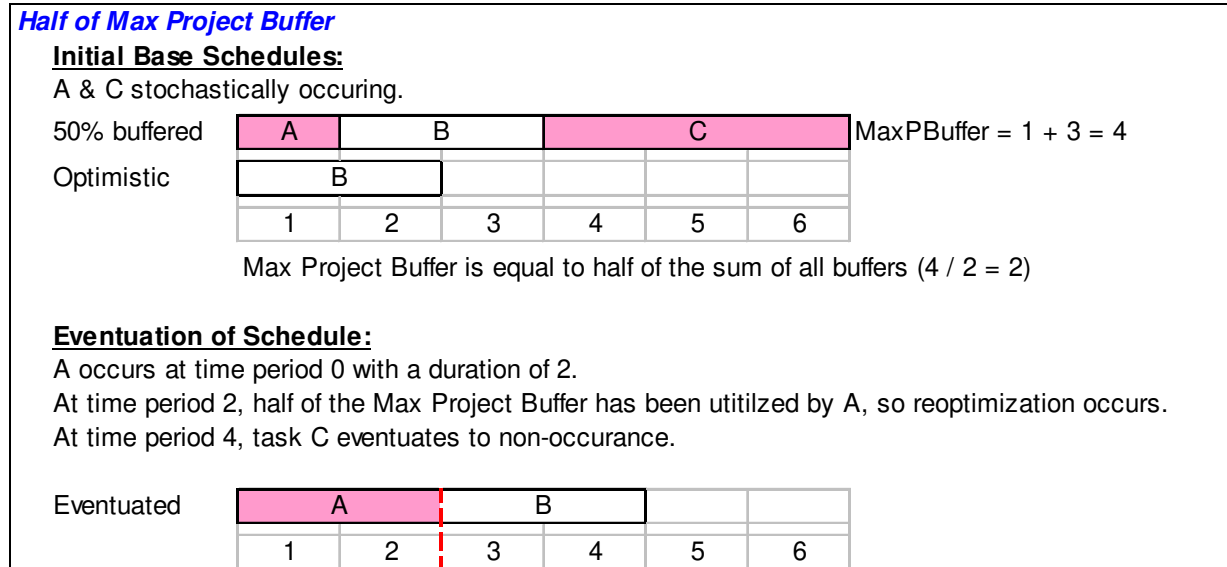 Half of Max Project Buffer
Initial Base Schedules:
A & C stochastically occuring.
50% buffered A B C MaxPBuffer = 1 + 3 = 4
Optimistic B
1 2 3 4 5 6
Max Project Buffer is equal to half of the sum of all buffers (4 / 2 = 2)
Eventuation of Schedule:
A occurs at time period 0 with a duration of 2.
At time period 2, half of the Max Project Buffer has been utitilzed by A, so reoptimization occurs.
At time period 4, task C eventuates to non-occurance.
Eventuated A B
1 2 3 4 5 6